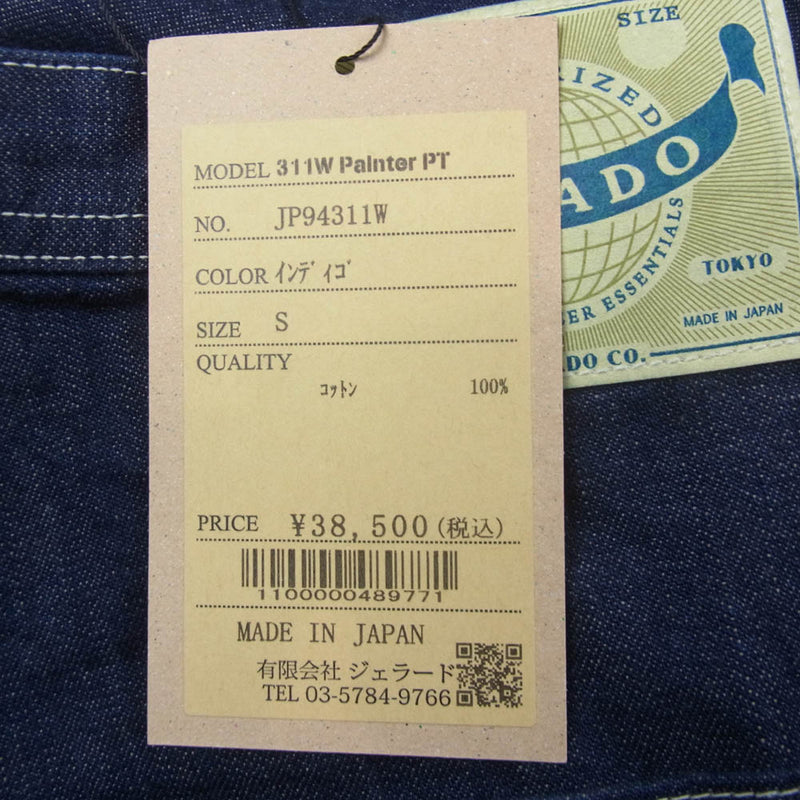 MODEL 311W Painter PT
NO. JP94311W
COLOR ｲﾝﾃﾞｨｺﾞ
SIZE S
QUALITY
ｺｯﾄﾝ 100%
PRICE ¥38,500(税込)
1100000489771
MADE IN JAPAN
有限会社 ジェラード
TEL 03-5784-9766
SIZE
ADO
ESSENTIALS
TOKYO
MADE IN JAPAN
ADO CO.